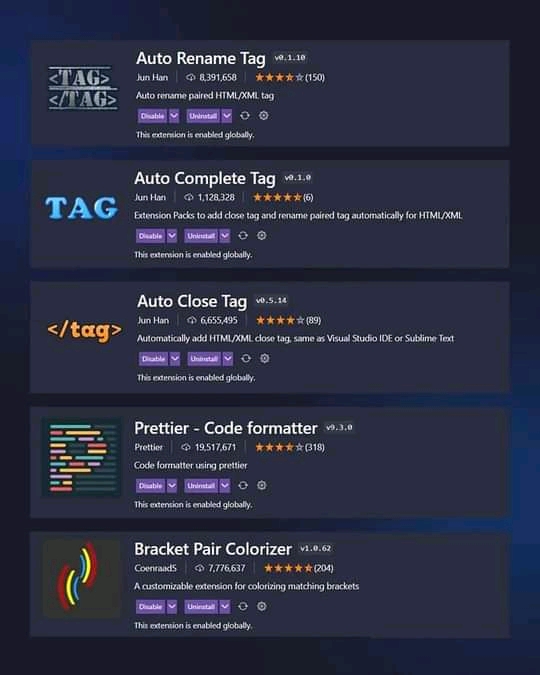 <TAG>
</TAG>
Auto Rename Tag v0.1.10
Jun Han 8,391,658 (150)
Auto rename paired HTML/XML tag
Disable Uninstall
This extension is enabled globally.
TAG
Auto Complete Tag v0.1.0
Jun Han 1,128,328 (6)
Extension Packs to add close tag and rename paired tag automatically for HTML/XML
Disable Uninstall
This extension is enabled globally.
</tag>
Auto Close Tag v0.5.14
Jun Han 6,655,495 (89)
Automatically add HTML/XML close tag, same as Visual Studio IDE or Sublime Text
Disable Uninstall
This extension is enabled globally.
Prettier - Code formatter v9.3.0
Prettier 19,517,671 (318)
Code formatter using prettier
Disable Uninstall
This extension is enabled globally.
Bracket Pair Colorizer v1.0.62
CoenraadS 7,776,637 (204)
A customizable extension for colorizing matching brackets
Disable Uninstall
This extension is enabled globally.